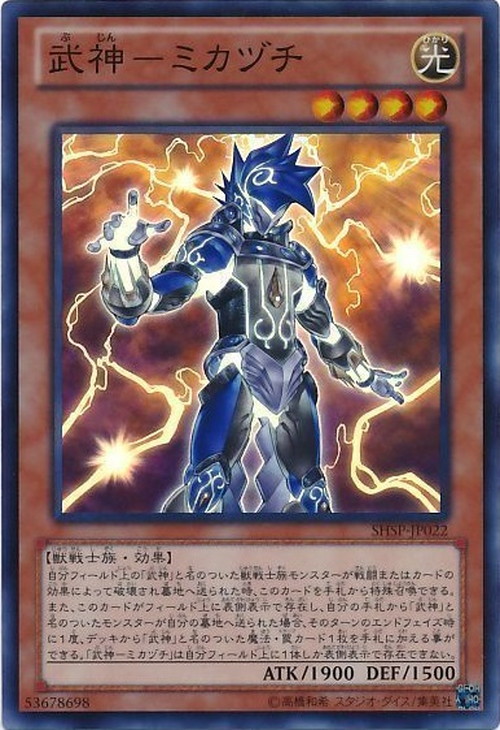 武神－ミカヅチ
光
SHSP-JP022
【獣戦士族・効果】
自分フィールド上の「武神」と名のついた獣戦士族モンスターが戦闘またはカードの
効果によって破壊され墓地へ送られた時、このカードを手札から特殊召喚できる。
また、このカードがフィールド上に表側表示で存在し、自分の手札から「武神」と
名のついたモンスターが自分の墓地へ送られた場合、そのターンのエンドフェイズ時
に1度、デッキから「武神」と名のついた魔法・罠カード1枚を手札に加える事が
できる。「武神－ミカヅチ」は自分フィールド上に1体しか表側表示で存在できない。
ATK/1900 DEF/1500
53678698
©高橋和希 スタジオ・ダイス/集英社